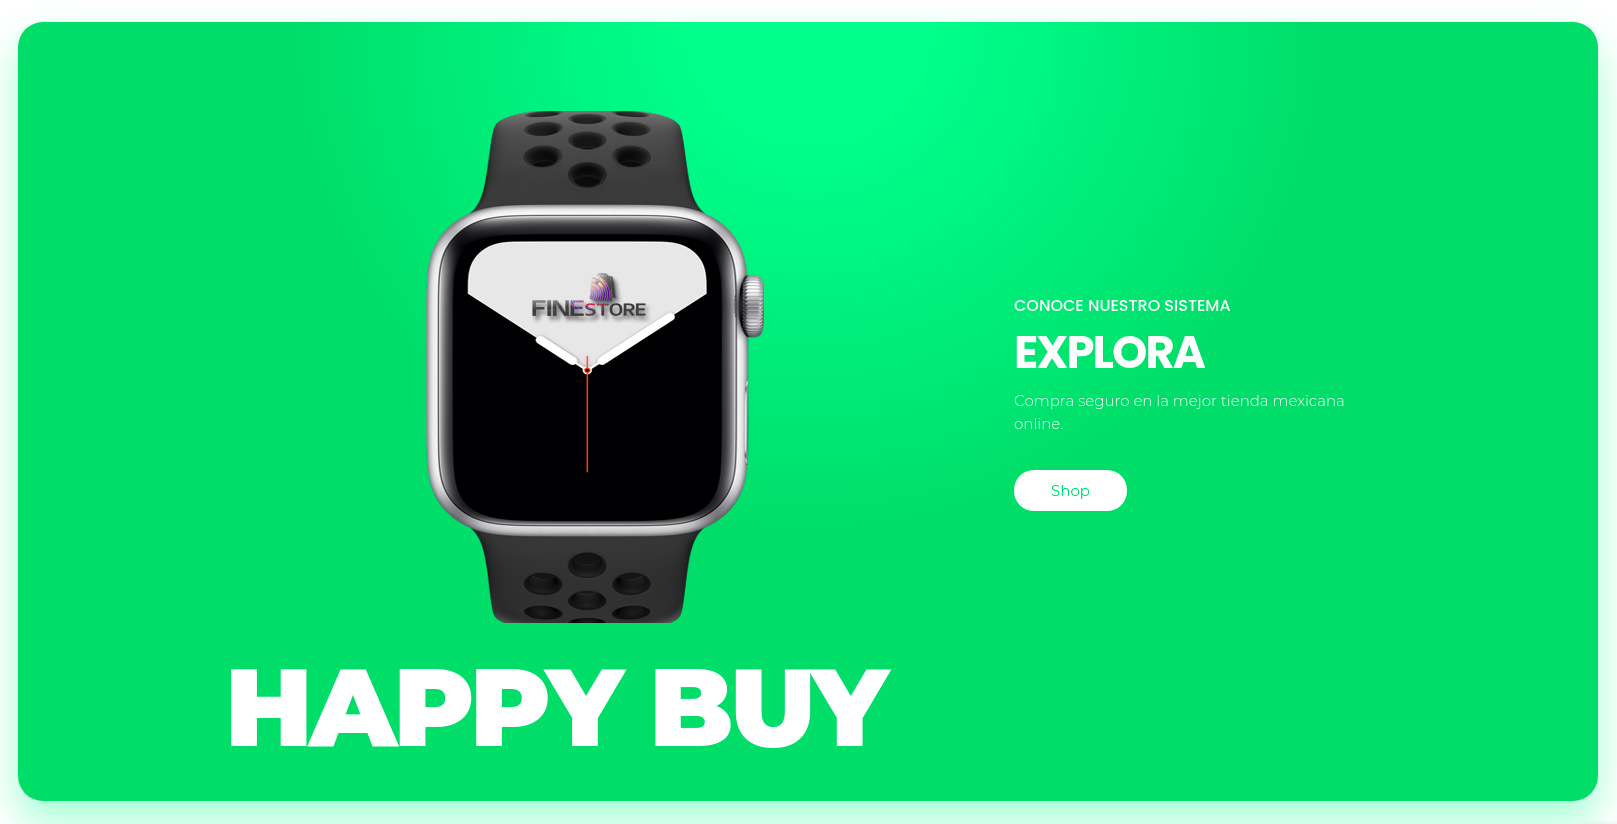 FINESTORE
CONOCE NUESTRO SISTEMA
EXPLORA
Compra seguro en la mejor tienda mexicana
online.
Shop
HAPPY BUY